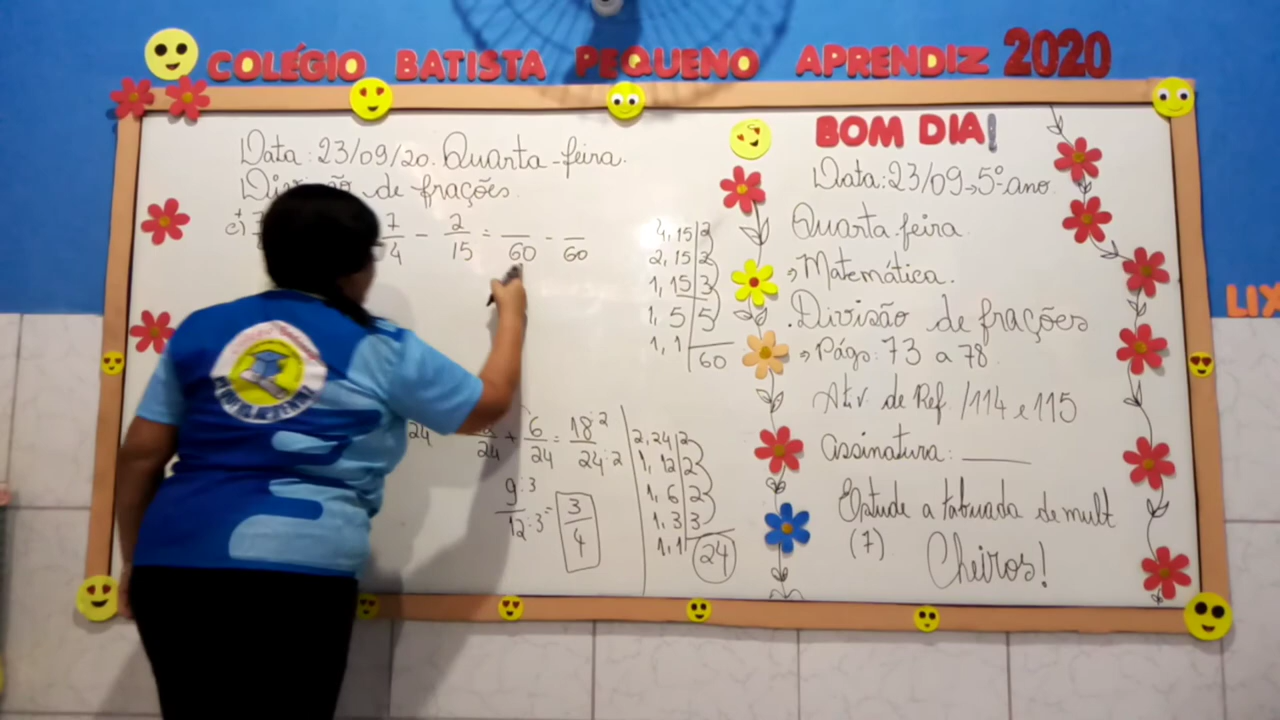 COLÉGIO BATISTA PEQUENO APRENDIZ 2020
Data: 23/09/20. Quarta-feira.
Divisão de frações.
c) 7/4 - 2/15 = /60 - /60
4, 15|2
2, 15|2
1, 15|3
1, 5|5
1, 1|
60
24 24 + 6/24 = 18:2/24:2
9:3/12:3 = 3/4
2, 24|2
1, 12|2
1, 6|2
1, 3|3
1, 1|
24
BOM DIA!
Data: 23/09→5º ano
Quarta-feira
→Matemática.
.Divisão de frações
→Págs: 73 a 78
Ativ. de Ref /114 e 115
assinatura: ____
Estude a tabuada de mult
(7) Cheiros!
LIX